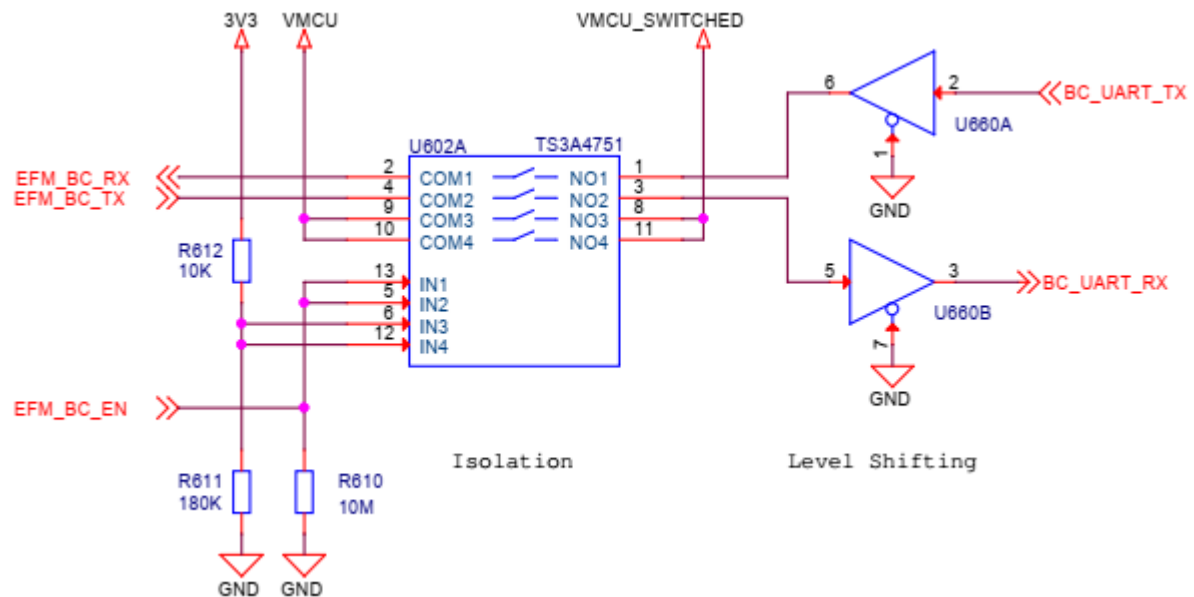 3V3 VMCU VMCU_SWITCHED
6 2 BC_UART_TX
U660A
1
GND
U602A TS3A4751
EFM_BC_RX 2 COM1 NO1 1
EFM_BC_TX 4 COM2 NO2 3
9 COM3 NO3 8
10 COM4 NO4 11
R612
10K
13 IN1
5 IN2
6 IN3
12 IN4
5 3 BC_UART_RX
U660B
7
GND
EFM_BC_EN
Isolation Level Shifting
R611
180K
R610
10M
GND GND